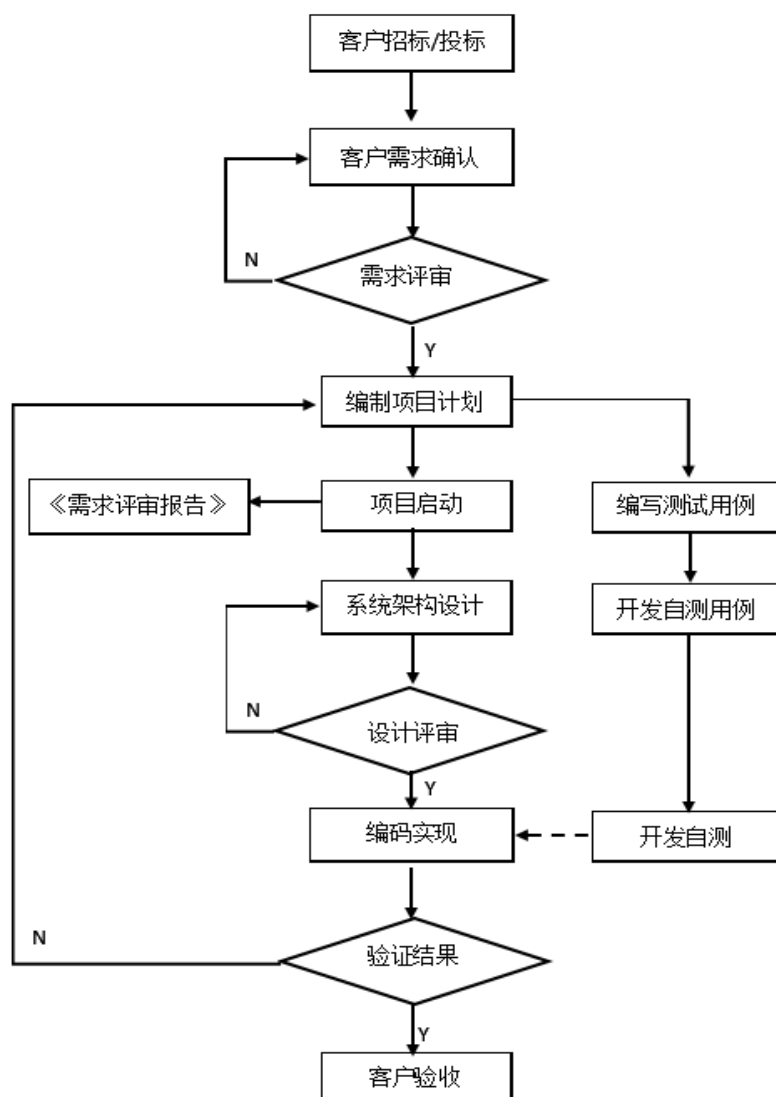 客户招标/投标
客户需求确认
N
需求评审
Y
编制项目计划
《需求评审报告》
项目启动
编写测试用例
系统架构设计
开发自测用例
N
设计评审
Y
编码实现
开发自测
N
验证结果
Y
客户验收